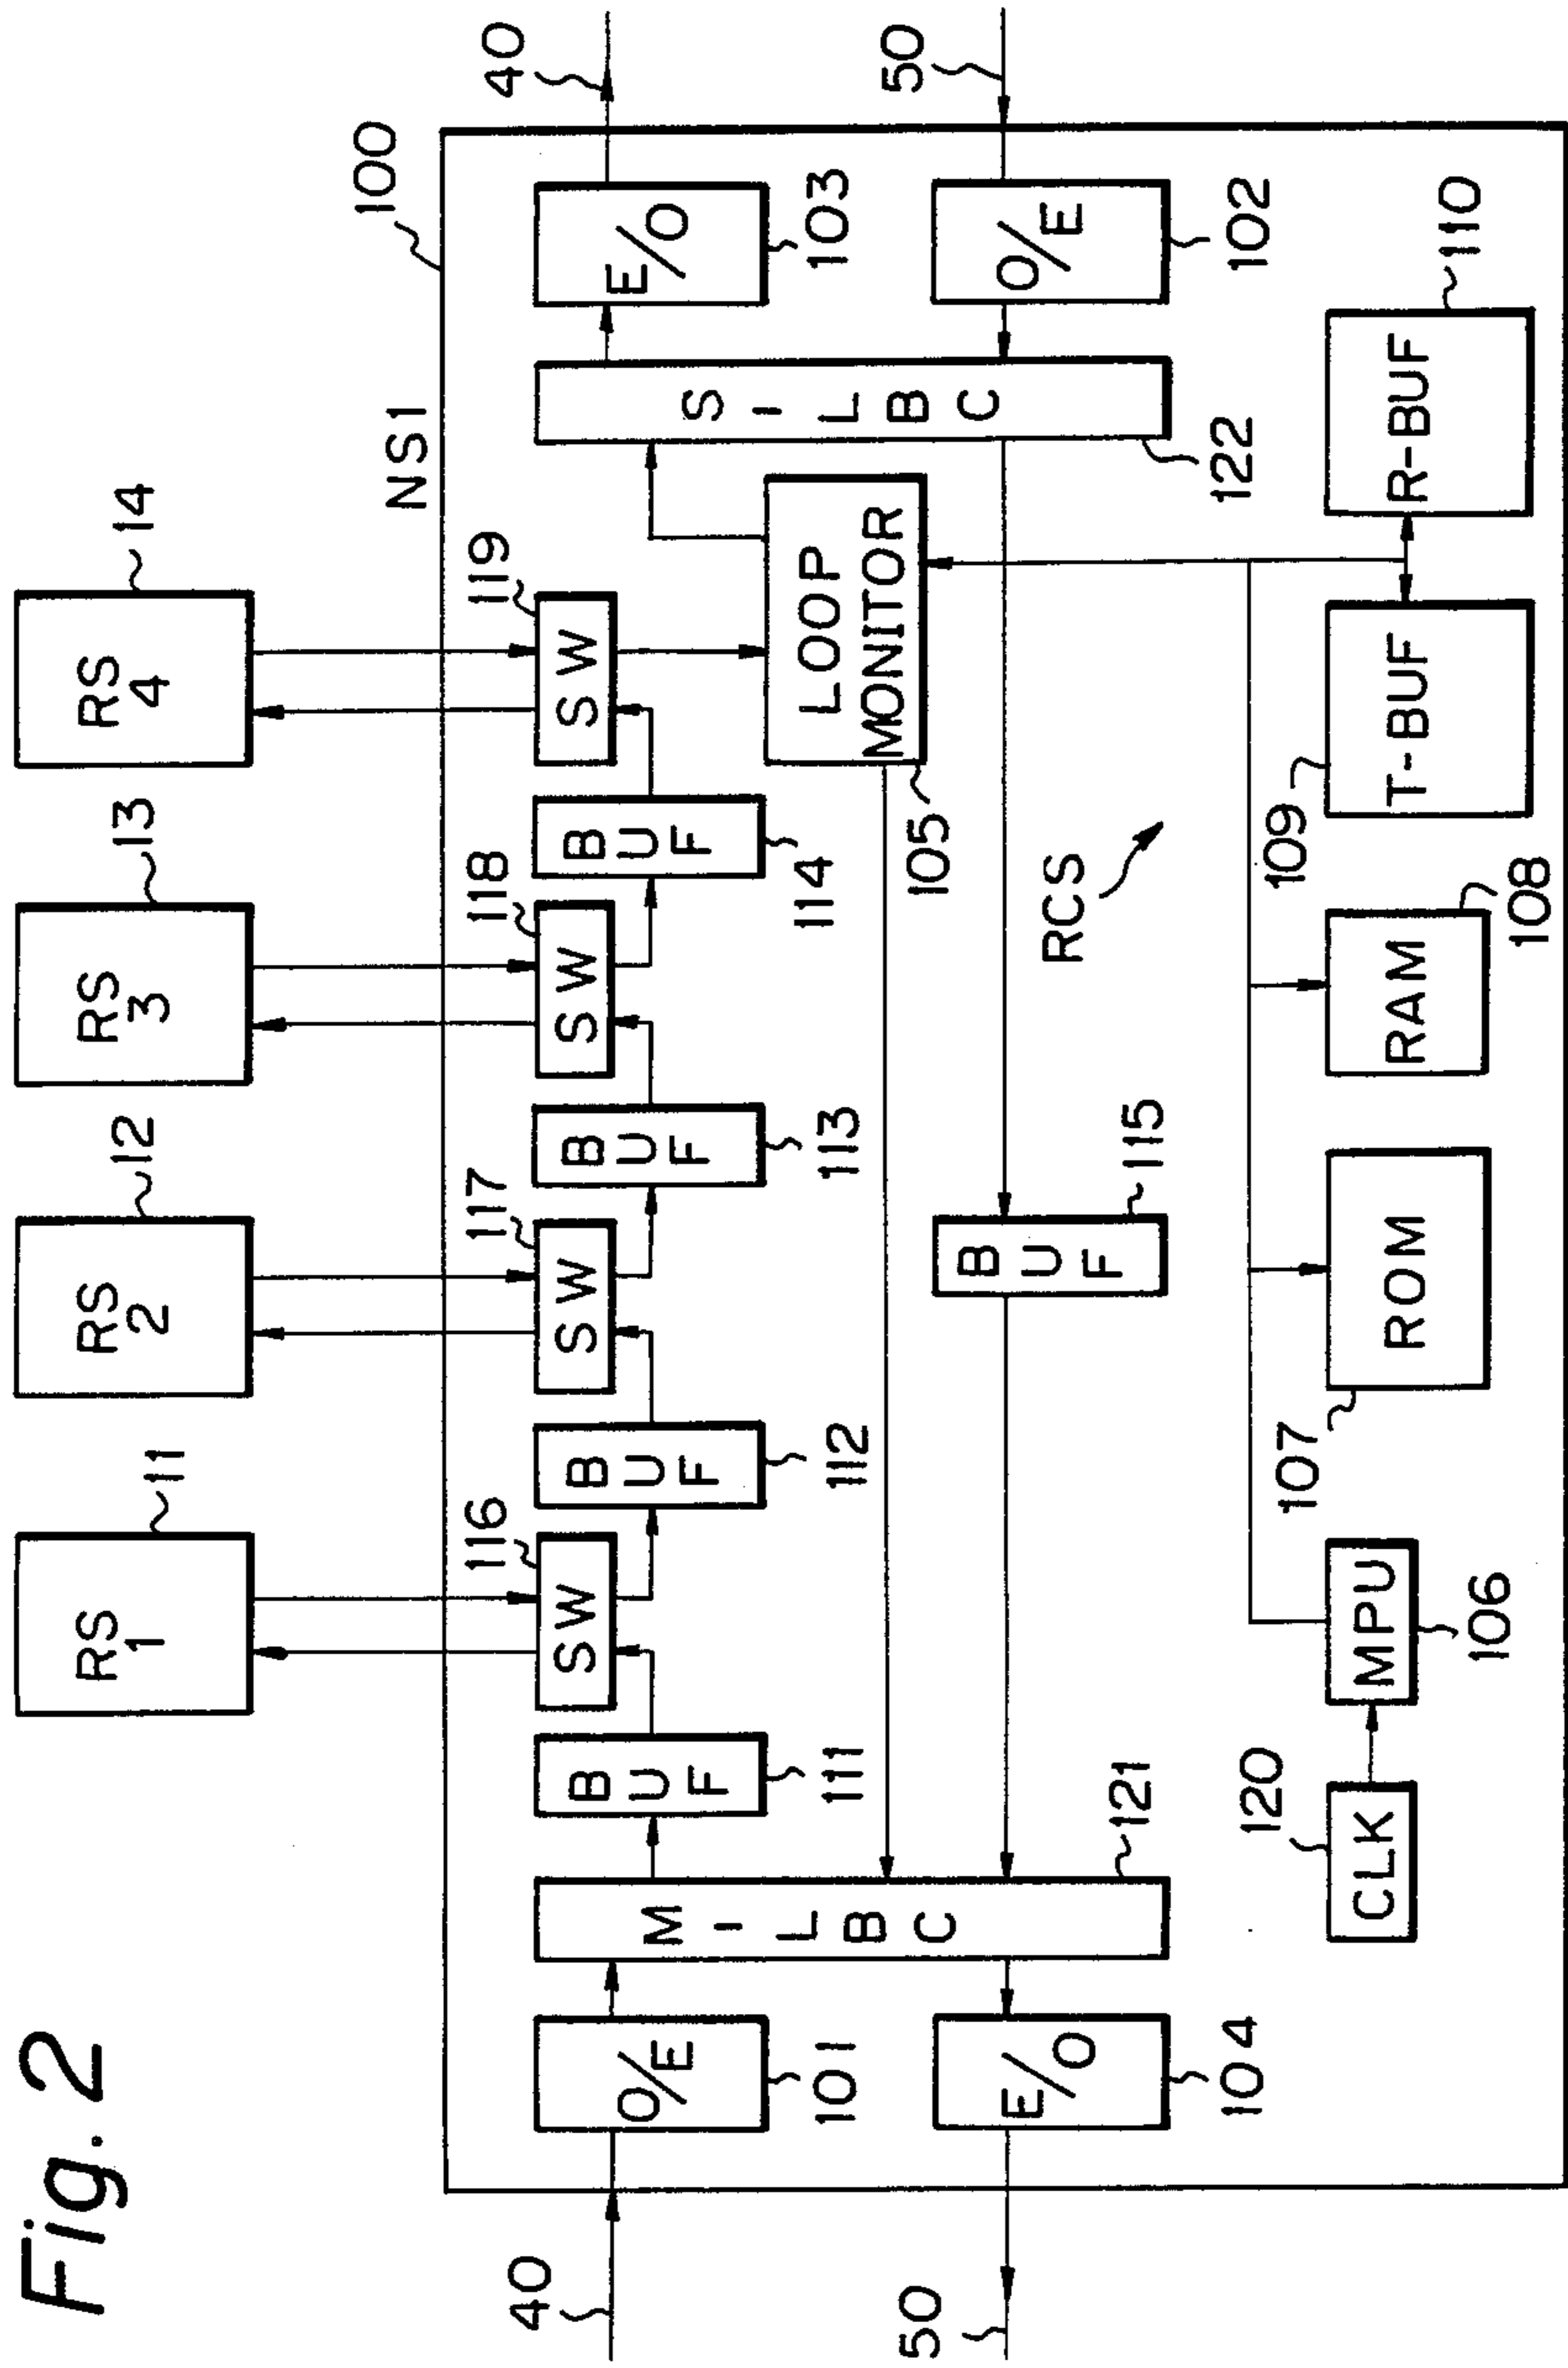 Fig. 2
RS 1
11
RS 2
12
RS 3
13
RS 4
14
NS1
100
40
O/E
101
MILBC
121
BUF
111
SW
116
BUF
112
SW
117
BUF
113
SW
118
BUF
114
SW
119
LOOP MONITOR
105
SILBC
122
E/O
103
40
50
E/O
104
BUF
115
RCS
O/E
102
50
CLK
120
MPU
106
ROM
107
RAM
108
T-BUF
109
R-BUF
110